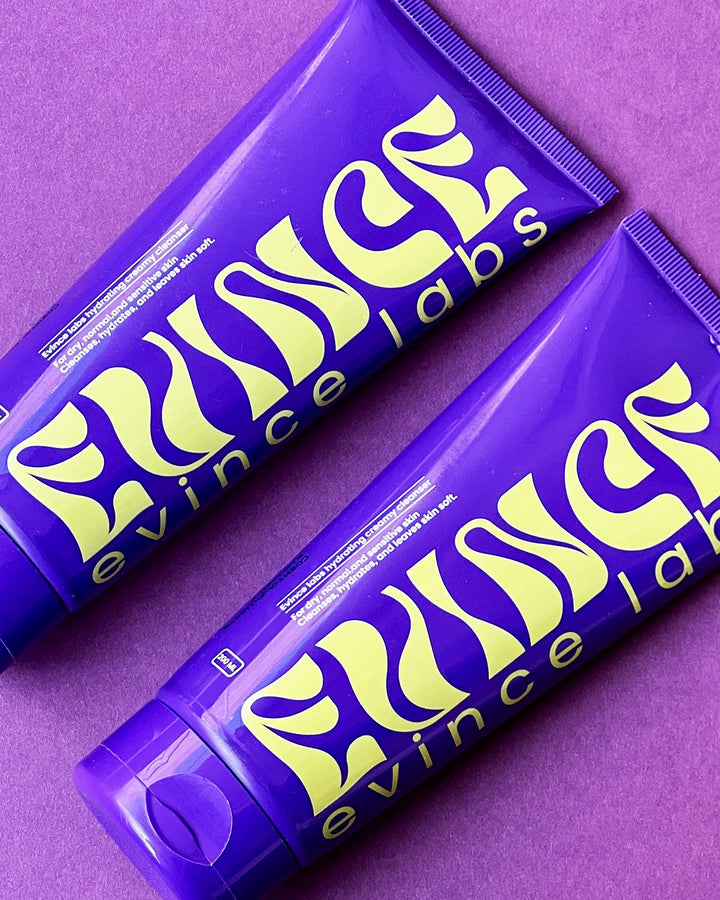 EVINCE
evince labs
Evince labs hydrating creamy cleanser
For dry, normal,and sensitive skin
Cleanses, hydrates, and leaves skin soft.
EVINCE
evince labs
Evince labs hydrating creamy cleanser
For dry, normal,and sensitive skin
Cleanses, hydrates, and leaves skin soft.
200 ML